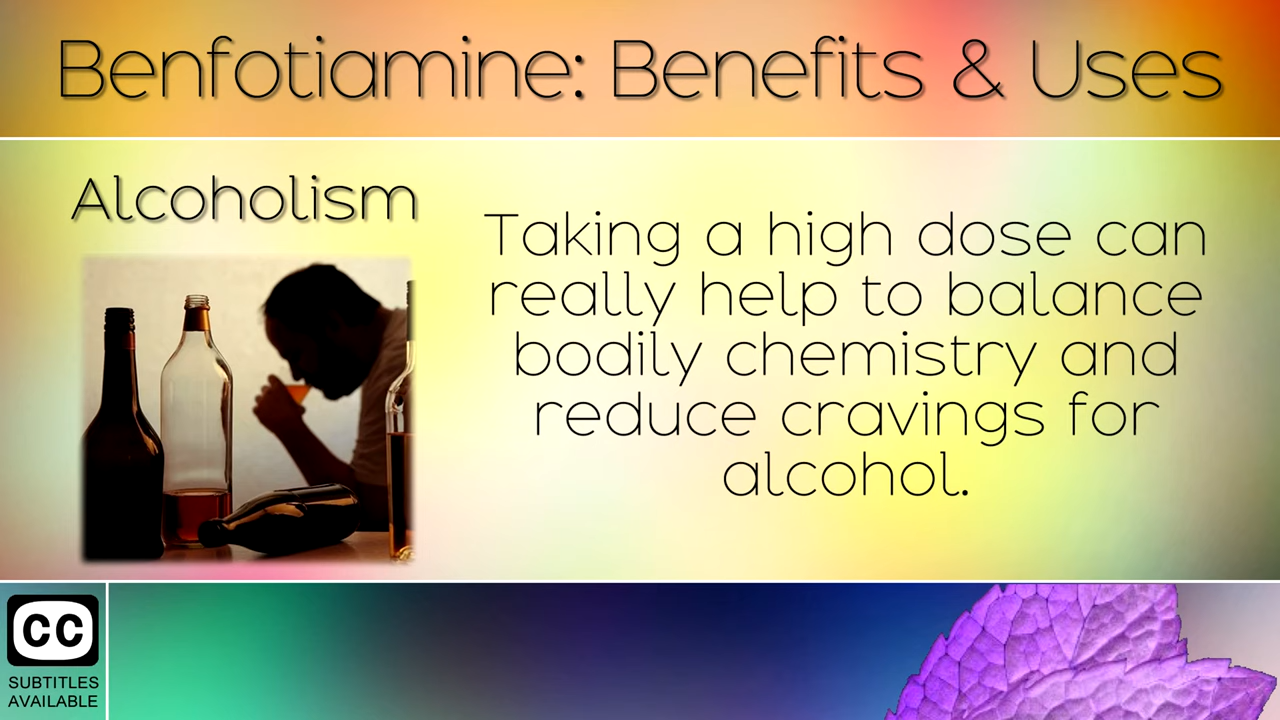 Benfotiamine: Benefits & Uses
Alcoholism
Taking a high dose can
really help to balance
bodily chemistry and
reduce cravings for
alcohol.
CC
SUBTITLES
AVAILABLE